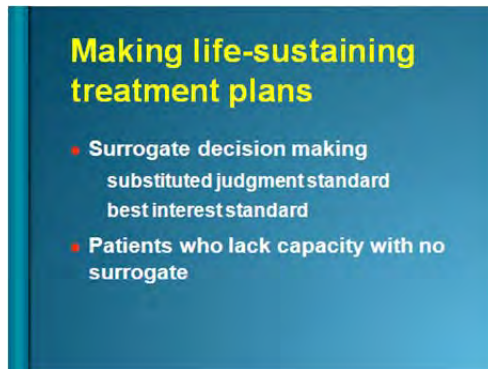 Making life-sustaining
treatment plans
Surrogate decision making
substituted judgment standard
best interest standard
Patients who lack capacity with no
surrogate